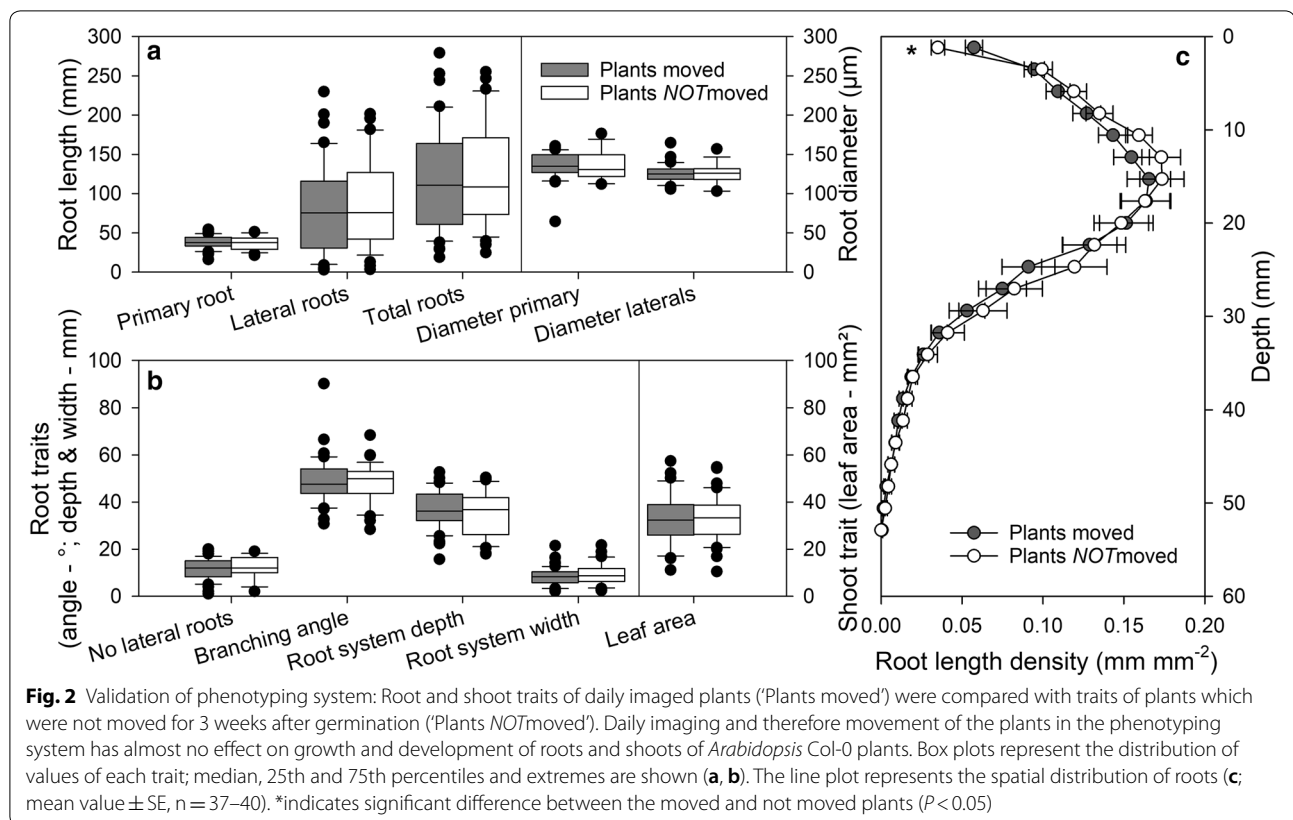 a
Root length (mm)
300
250
200
150
100
50
0
Plants moved
Plants NOTmoved
300
250
200
150
100
50
0
Root diameter (µm)
Primary root
Lateral roots
Total roots
Diameter primary
Diameter laterals
b
Root traits
(angle - °; depth & width - mm)
100
80
60
40
20
0
100
80
60
40
20
0
Shoot trait (leaf area - mm²)
No lateral roots
Branching angle
Root system depth
Root system width
Leaf area
c
*
0
10
20
30
40
50
60
Depth (mm)
Plants moved
Plants NOTmoved
0.00 0.05 0.10 0.15 0.20
Root length density (mm mm⁻²)
Fig. 2 Validation of phenotyping system: Root and shoot traits of daily imaged plants (‘Plants moved’) were compared with traits of plants which
were not moved for 3 weeks after germination (‘Plants NOTmoved’). Daily imaging and therefore movement of the plants in the phenotyping
system has almost no effect on growth and development of roots and shoots of Arabidopsis Col-0 plants. Box plots represent the distribution of
values of each trait; median, 25th and 75th percentiles and extremes are shown (a, b). The line plot represents the spatial distribution of roots (c;
mean value ± SE, n = 37–40). *indicates significant difference between the moved and not moved plants (P < 0.05)